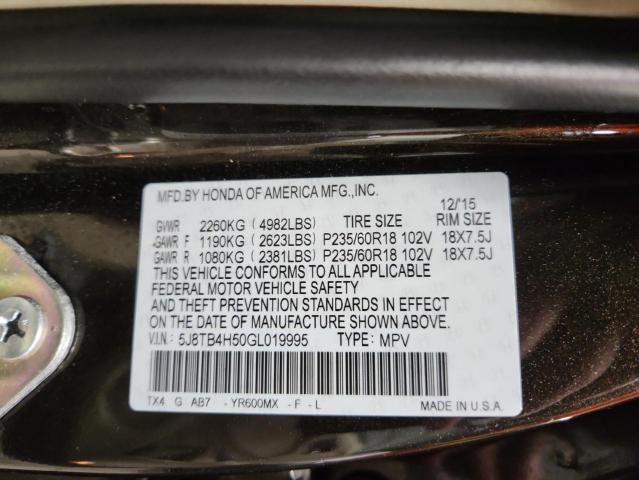 MFD.BY HONDA OF AMERICA MFG.,INC.
12/'15
GVWR 2260KG (4982LBS) TIRE SIZE RIM SIZE
GAWR F 1190KG (2623LBS) P235/60R18 102V 18X7.5J
GAWR R 1080KG (2381LBS) P235/60R18 102V 18X7.5J
THIS VEHICLE CONFORMS TO ALL APPLICABLE
FEDERAL MOTOR VEHICLE SAFETY
AND THEFT PREVENTION STANDARDS IN EFFECT
ON THE DATE OF MANUFACTURE SHOWN ABOVE.
V.I.N.: 5J8TB4H50GL019995 TYPE: MPV
TX4 G AB7 - YR600MX - F - L MADE IN U.S.A.